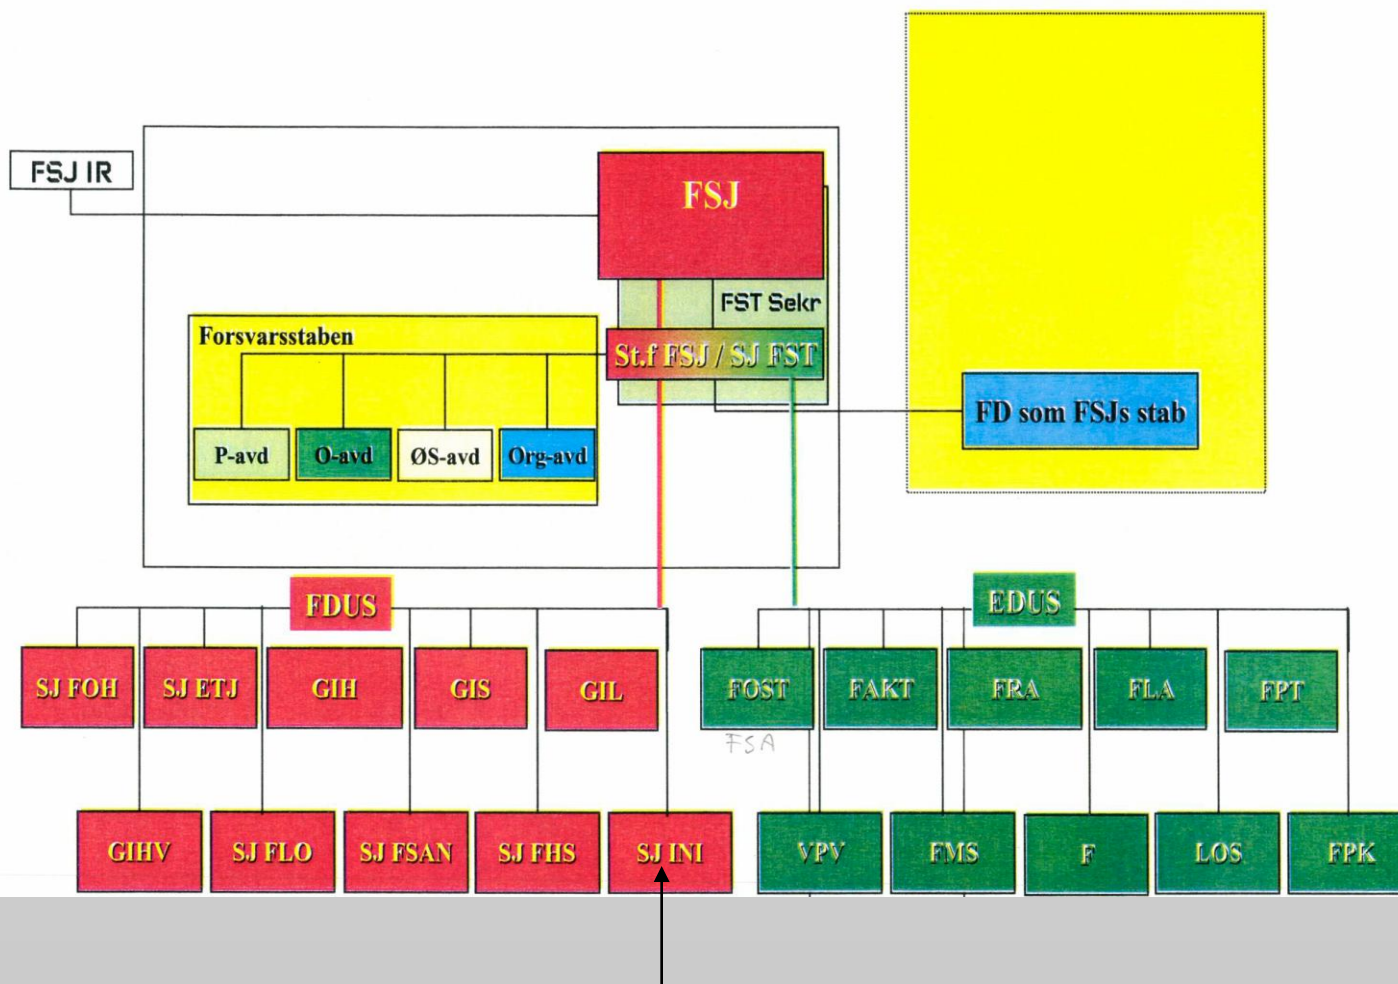 FSJ IR
FSJ
FST Sekr
Forsvarsstaben
St.f FSJ / SJ FST
FD som FSJs stab
P-avd
O-avd
ØS-avd
Org-avd
FDUS
EDUS
SJ FOH
SJ ETJ
GIH
GIS
GIL
FOST
FAKT
FRA
FLA
FPT
FSA
GIHV
SJ FLO
SJ FSAN
SJ FHS
SJ INI
VPV
FMS
F
LOS
FPK